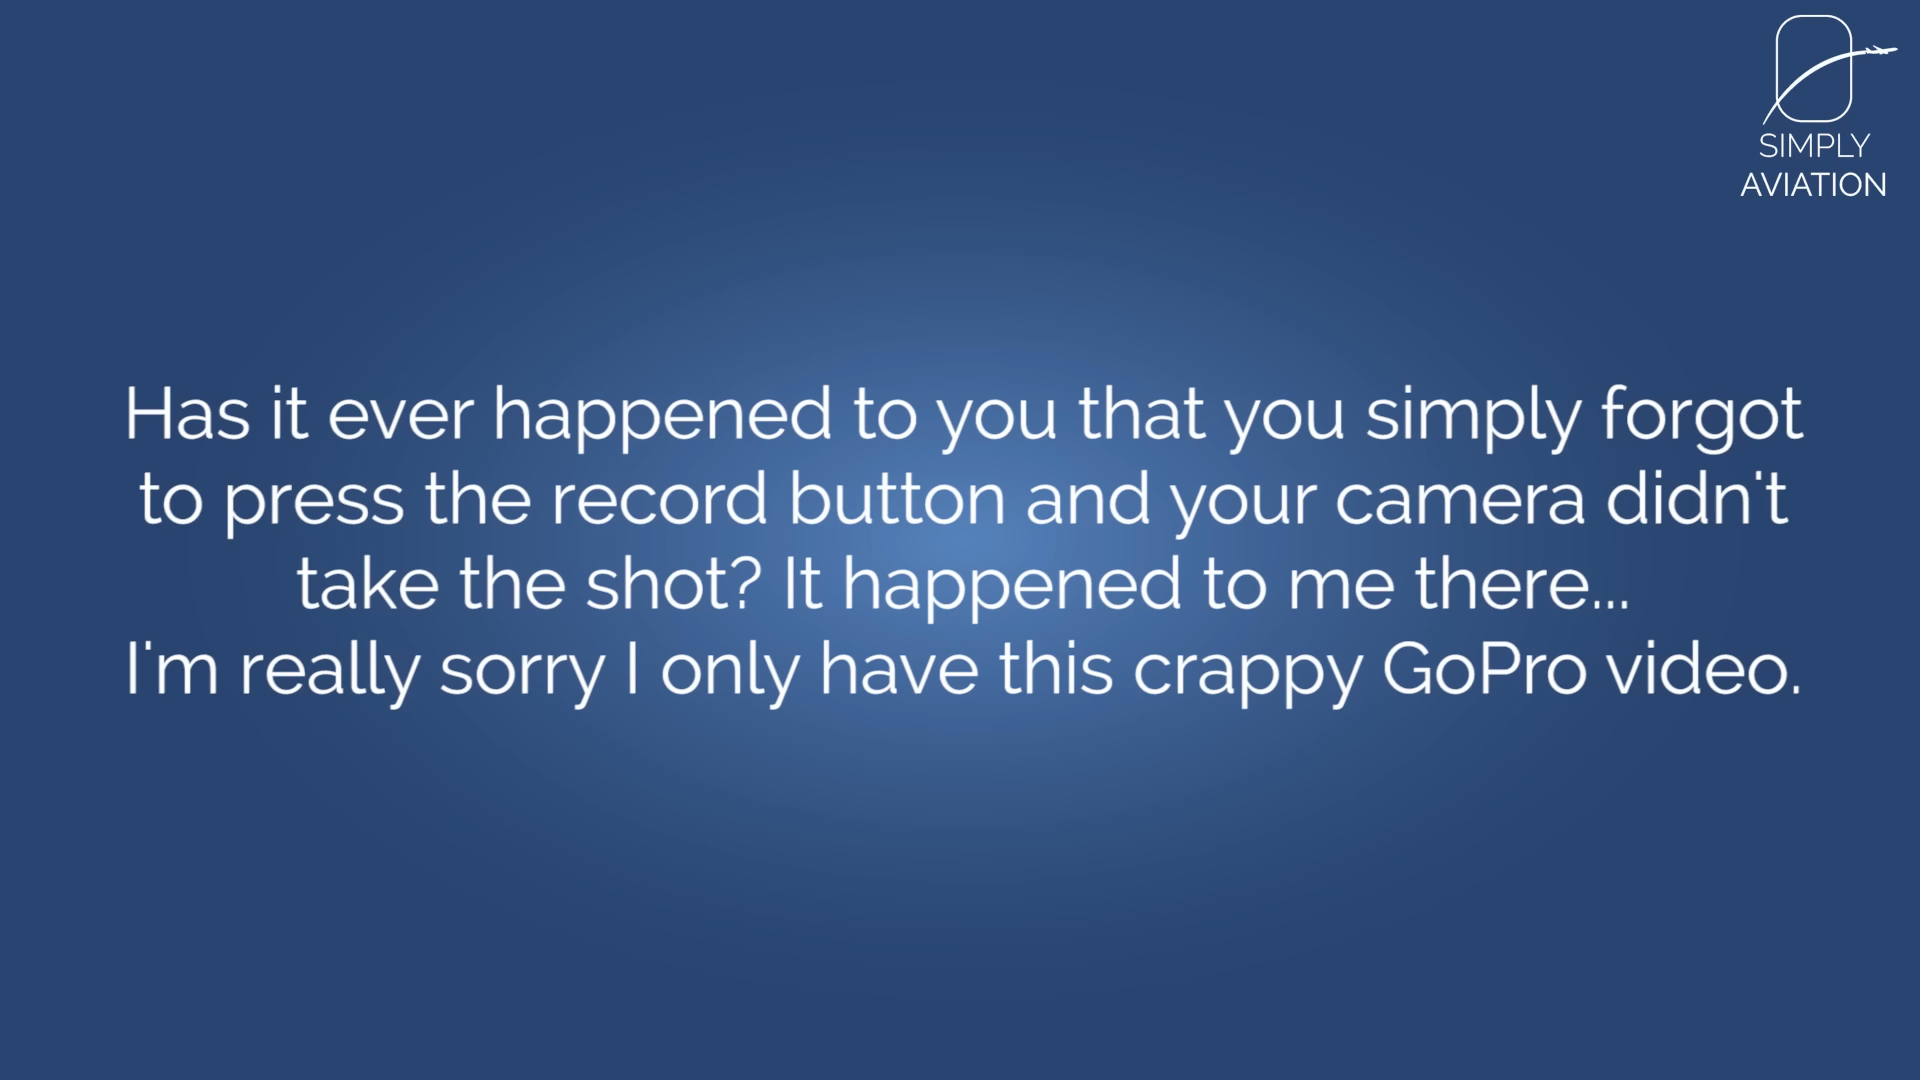 SIMPLY
AVIATION
Has it ever happened to you that you simply forgot
to press the record button and your camera didn't
take the shot? It happened to me there...
I'm really sorry I only have this crappy GoPro video.